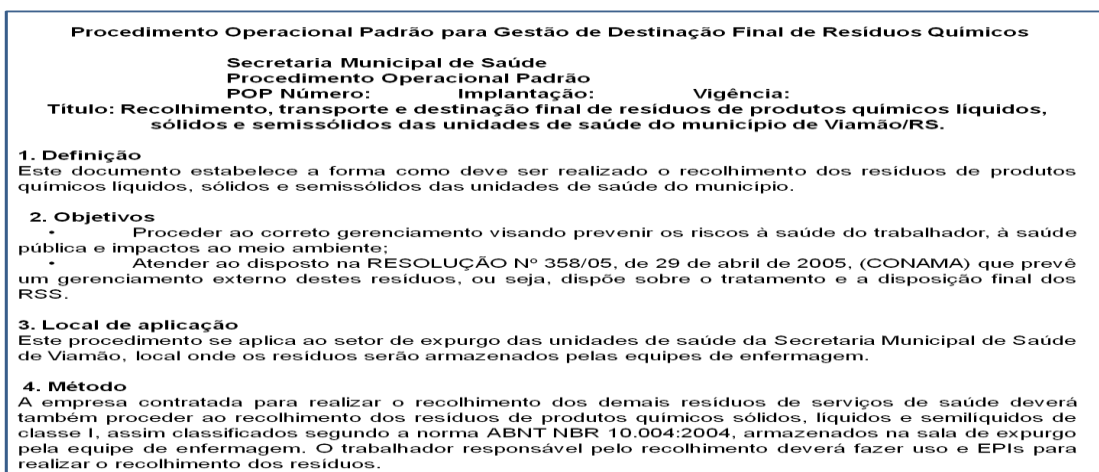 Procedimento Operacional Padrão para Gestão de Destinação Final de Resíduos Químicos
Secretaria Municipal de Saúde
Procedimento Operacional Padrão
POP Número: Implantação: Vigência:
Título: Recolhimento, transporte e destinação final de resíduos de produtos químicos líquidos,
sólidos e semissólidos das unidades de saúde do município de Viamão/RS.
1. Definição
Este documento estabelece a forma como deve ser realizado o recolhimento dos resíduos de produtos
químicos líquidos, sólidos e semissólidos das unidades de saúde do município.
2. Objetivos
• Proceder ao correto gerenciamento visando prevenir os riscos à saúde do trabalhador, à saúde
pública e impactos ao meio ambiente;
• Atender ao disposto na RESOLUÇÃO Nº 358/05, de 29 de abril de 2005, (CONAMA) que prevê
um gerenciamento externo destes resíduos, ou seja, dispõe sobre o tratamento e a disposição final dos
RSS.
3. Local de aplicação
Este procedimento se aplica ao setor de expurgo das unidades de saúde da Secretaria Municipal de Saúde
de Viamão, local onde os resíduos serão armazenados pelas equipes de enfermagem.
4. Método
A empresa contratada para realizar o recolhimento dos demais resíduos de serviços de saúde deverá
também proceder ao recolhimento dos resíduos de produtos químicos sólidos, líquidos e semilíquidos de
classe I, assim classificados segundo a norma ABNT NBR 10.004:2004, armazenados na sala de expurgo
pela equipe de enfermagem. O trabalhador responsável pelo recolhimento deverá fazer uso e EPIs para
realizar o recolhimento dos resíduos.